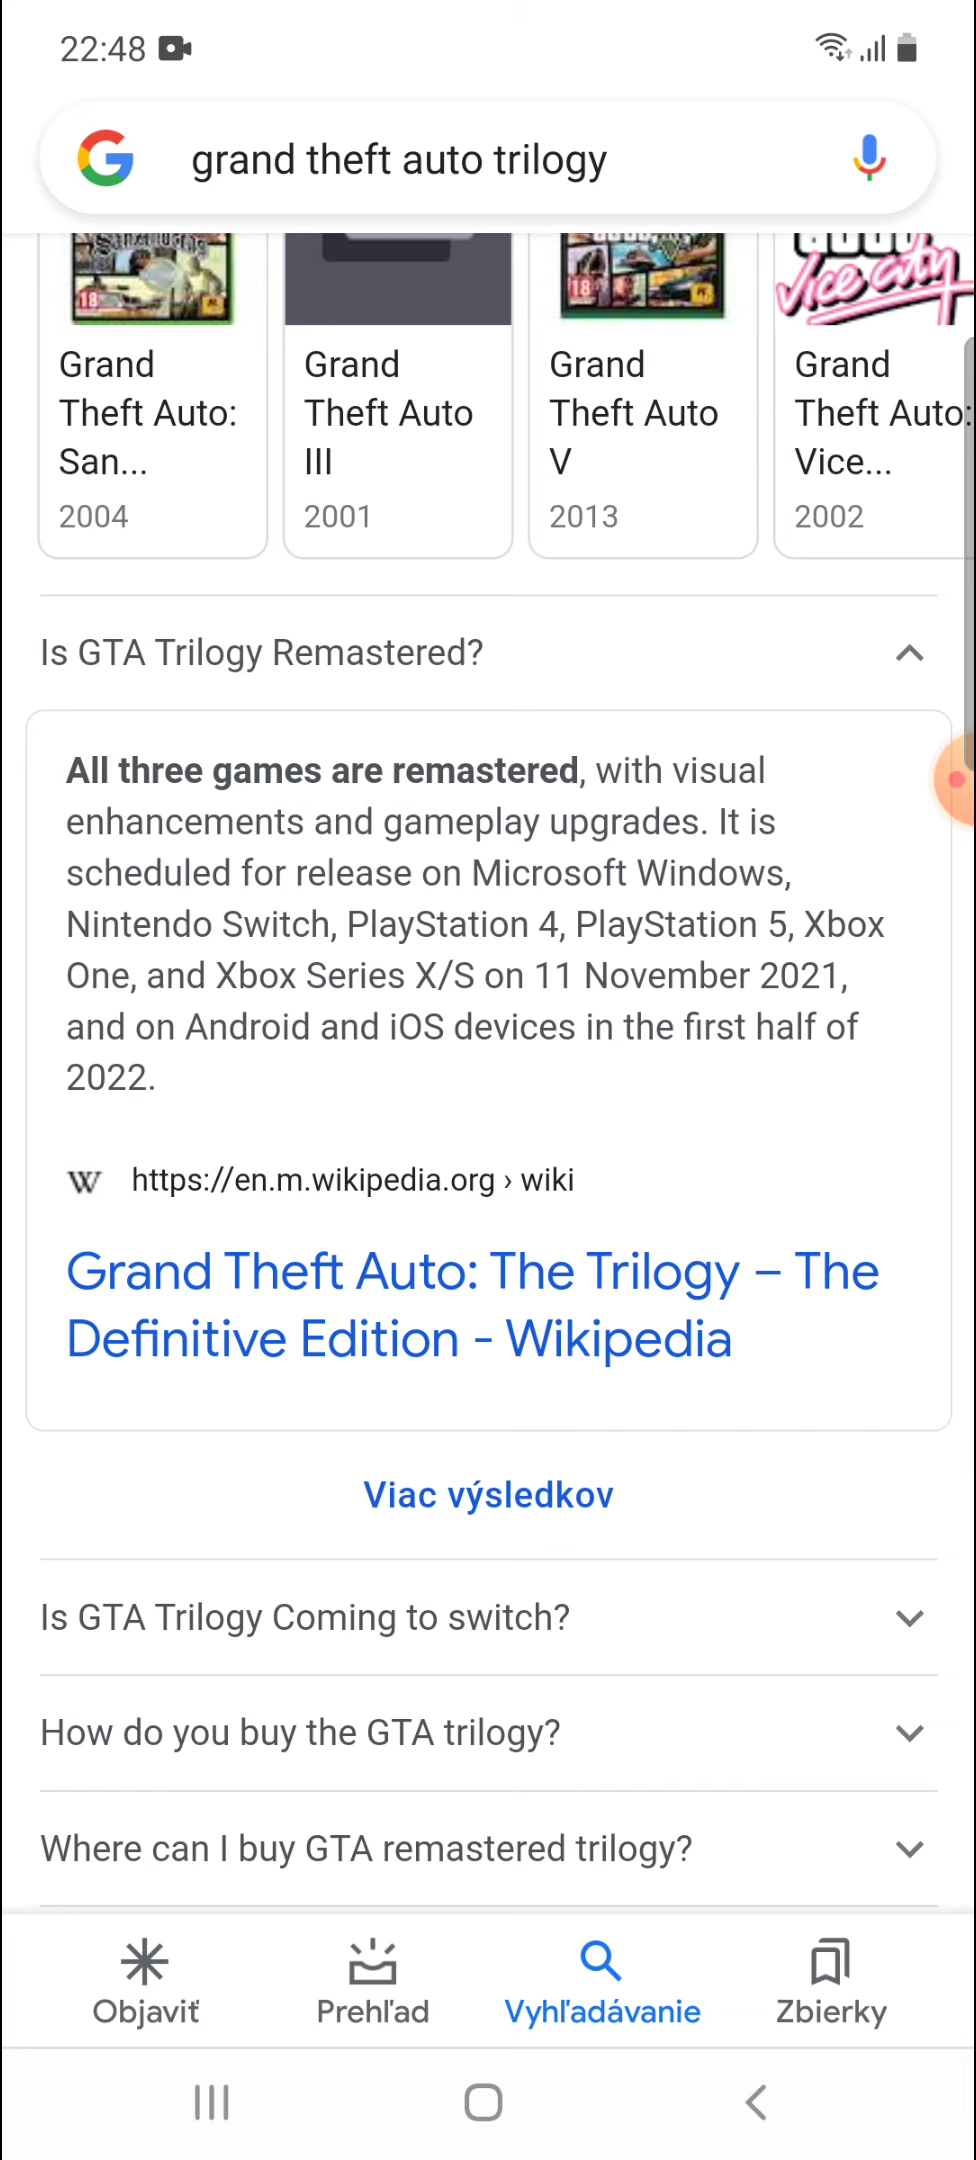 22:48
grand theft auto trilogy
18
18
Vice City
Grand
Theft Auto:
San...
2004
Grand
Theft Auto
III
2001
Grand
Theft Auto
V
2013
Grand
Theft Auto:
Vice...
2002
Is GTA Trilogy Remastered?
All three games are remastered, with visual
enhancements and gameplay upgrades. It is
scheduled for release on Microsoft Windows,
Nintendo Switch, PlayStation 4, PlayStation 5, Xbox
One, and Xbox Series X/S on 11 November 2021,
and on Android and iOS devices in the first half of
2022.
W https://en.m.wikipedia.org › wiki
Grand Theft Auto: The Trilogy – The
Definitive Edition - Wikipedia
Viac výsledkov
Is GTA Trilogy Coming to switch?
How do you buy the GTA trilogy?
Where can I buy GTA remastered trilogy?
Objaviť
Prehľad
Vyhľadávanie
Zbierky